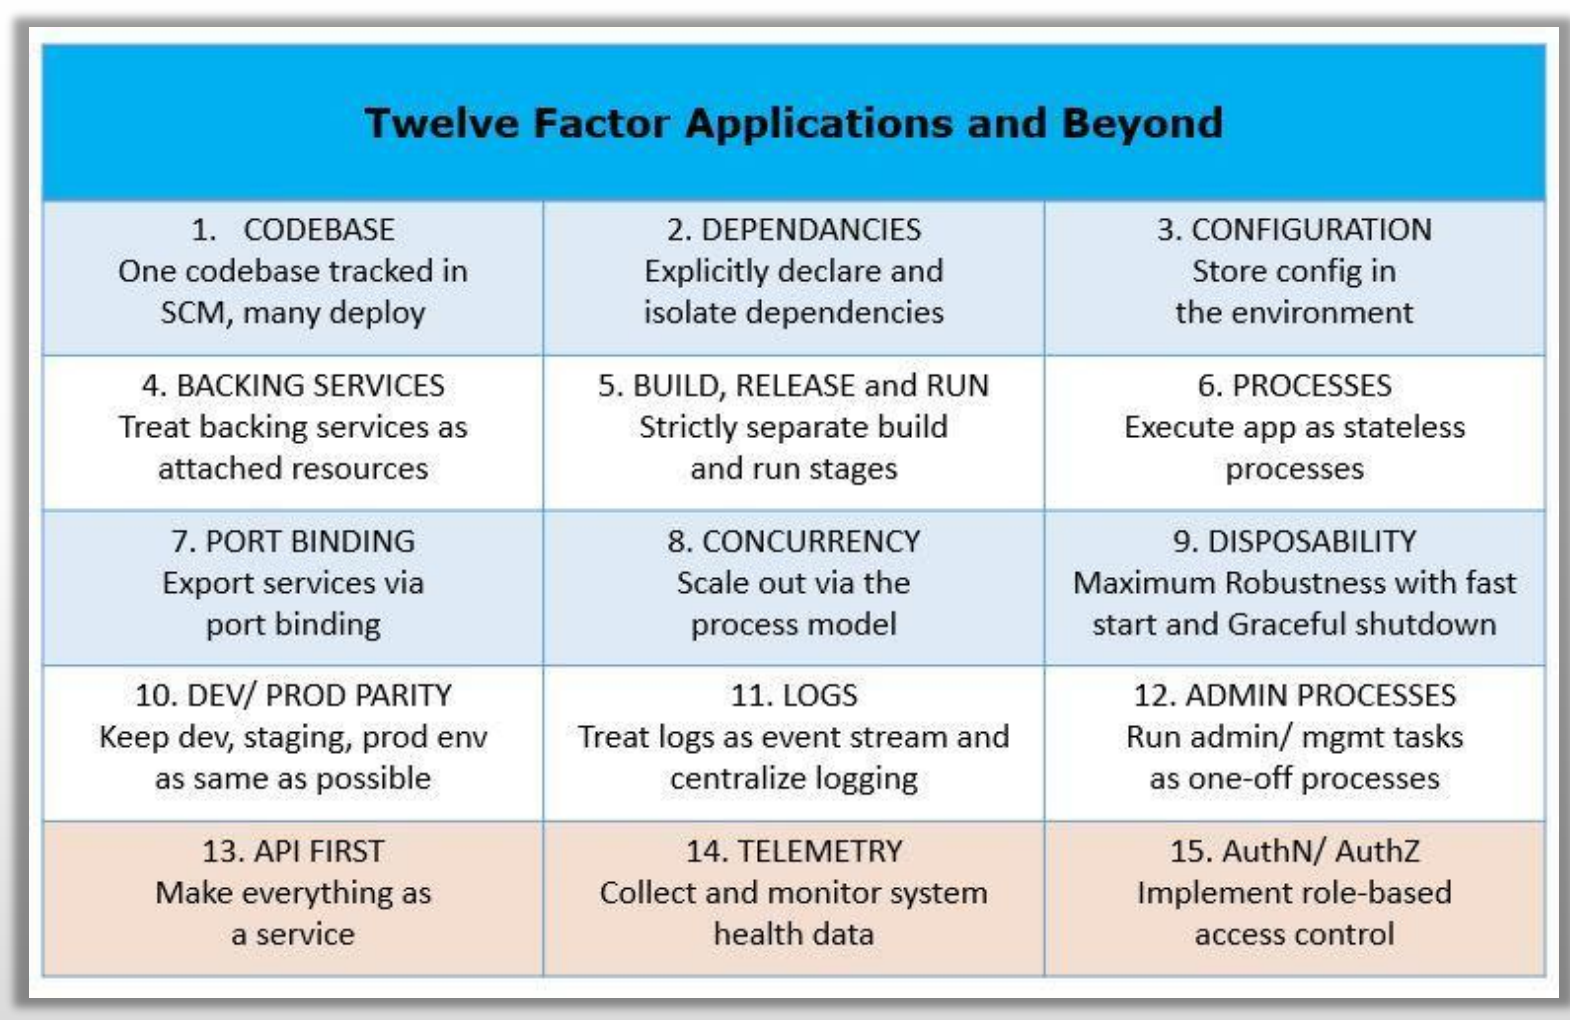 Twelve Factor Applications and Beyond
1. CODEBASE
One codebase tracked in
SCM, many deploy
2. DEPENDANCIES
Explicitly declare and
isolate dependencies
3. CONFIGURATION
Store config in
the environment
4. BACKING SERVICES
Treat backing services as
attached resources
5. BUILD, RELEASE and RUN
Strictly separate build
and run stages
6. PROCESSES
Execute app as stateless
processes
7. PORT BINDING
Export services via
port binding
8. CONCURRENCY
Scale out via the
process model
9. DISPOSABILITY
Maximum Robustness with fast
start and Graceful shutdown
10. DEV/ PROD PARITY
Keep dev, staging, prod env
as same as possible
11. LOGS
Treat logs as event stream and
centralize logging
12. ADMIN PROCESSES
Run admin/ mgmt tasks
as one-off processes
13. API FIRST
Make everything as
a service
14. TELEMETRY
Collect and monitor system
health data
15. AuthN/ AuthZ
Implement role-based
access control